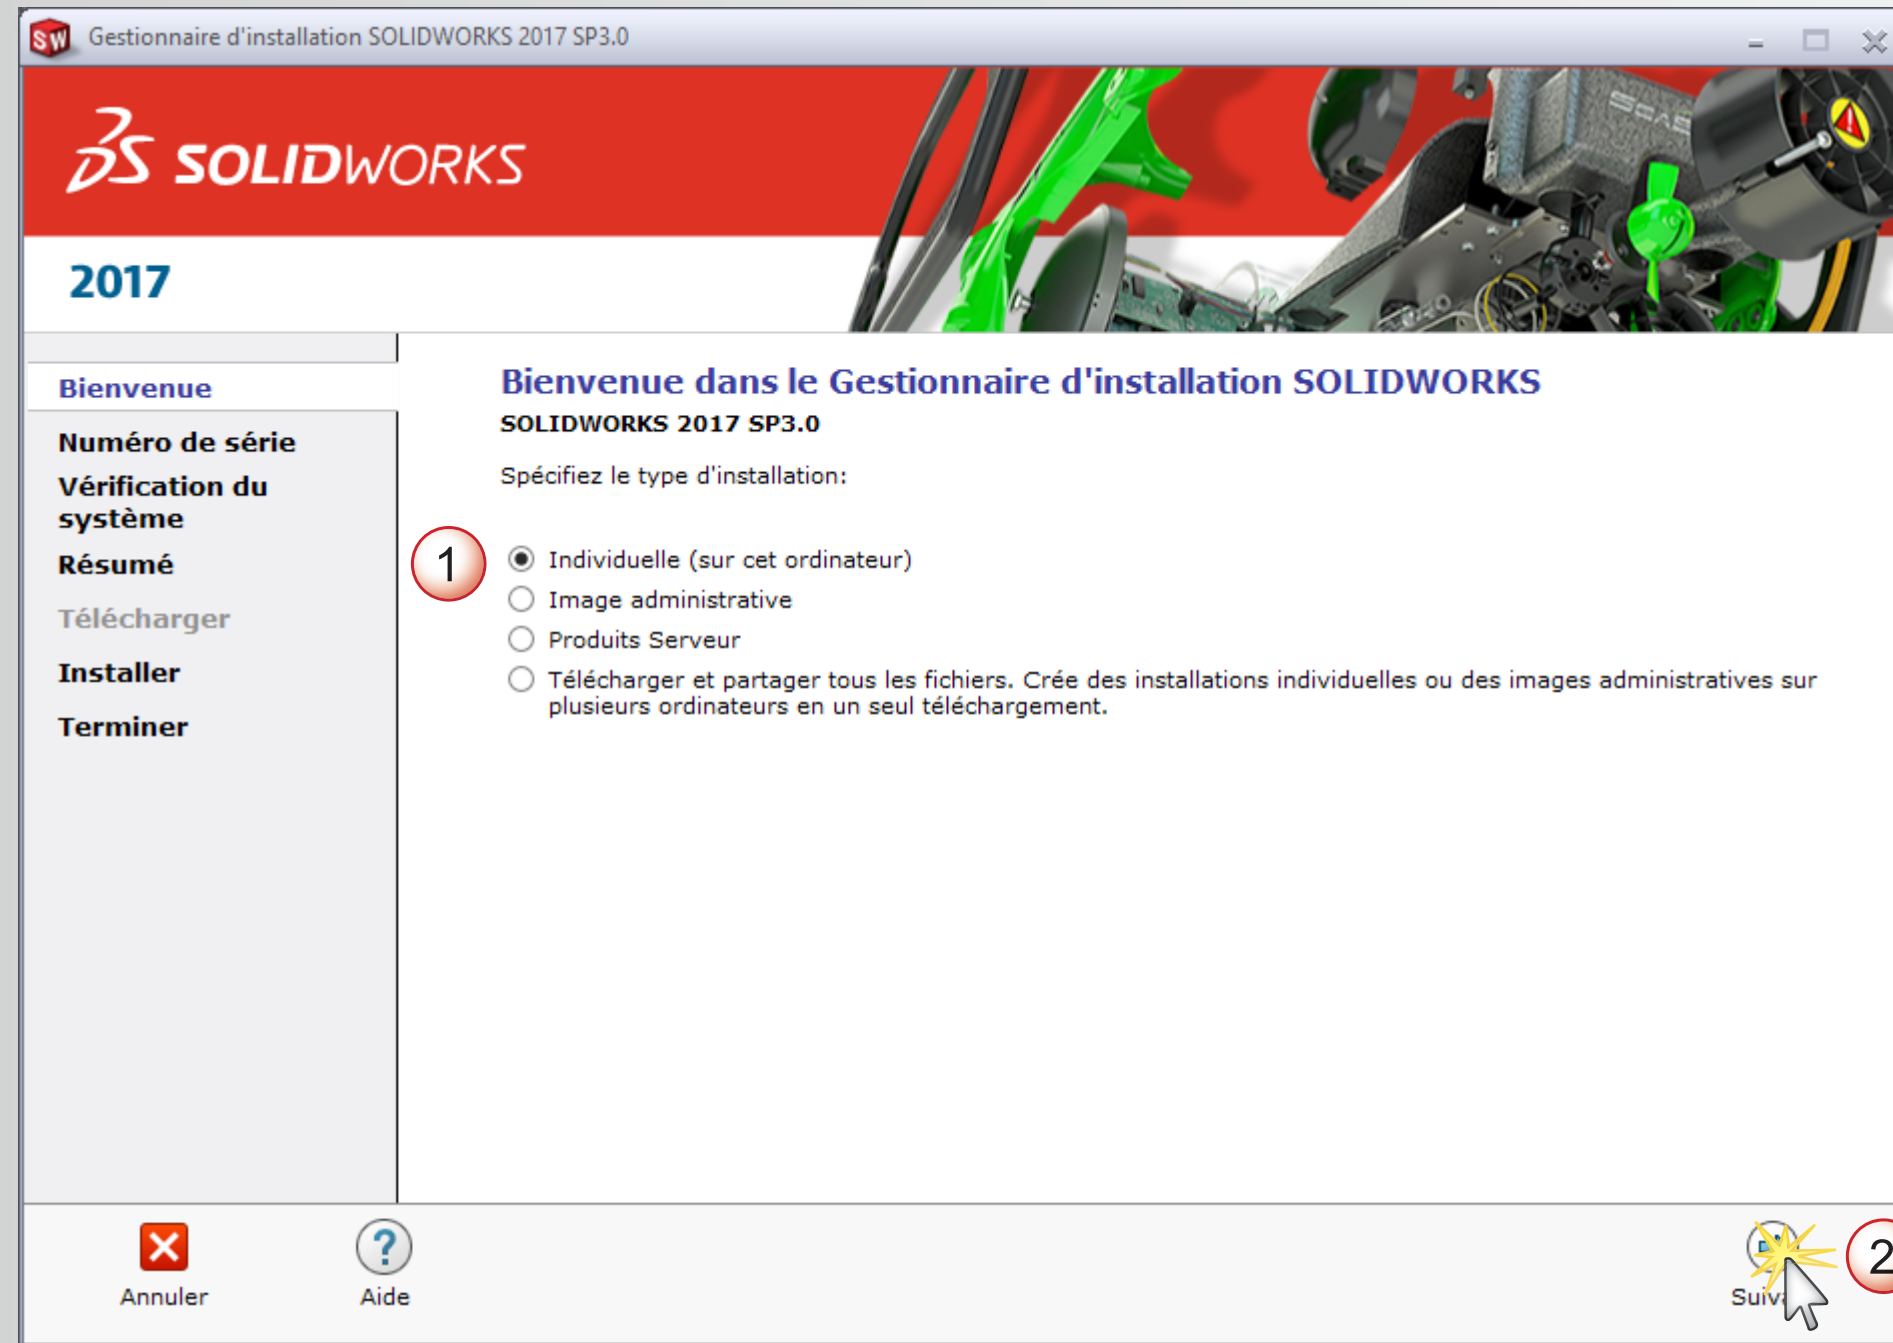 SW Gestionnaire d'installation SOLIDWORKS 2017 SP3.0
3DS SOLIDWORKS
2017
Bienvenue
Numéro de série
Vérification du
système
Résumé
Télécharger
Installer
Terminer
Bienvenue dans le Gestionnaire d'installation SOLIDWORKS
SOLIDWORKS 2017 SP3.0
Spécifiez le type d'installation:
1
Individuelle (sur cet ordinateur)
Image administrative
Produits Serveur
Télécharger et partager tous les fichiers. Crée des installations individuelles ou des images administratives sur
plusieurs ordinateurs en un seul téléchargement.
Annuler
Aide
2